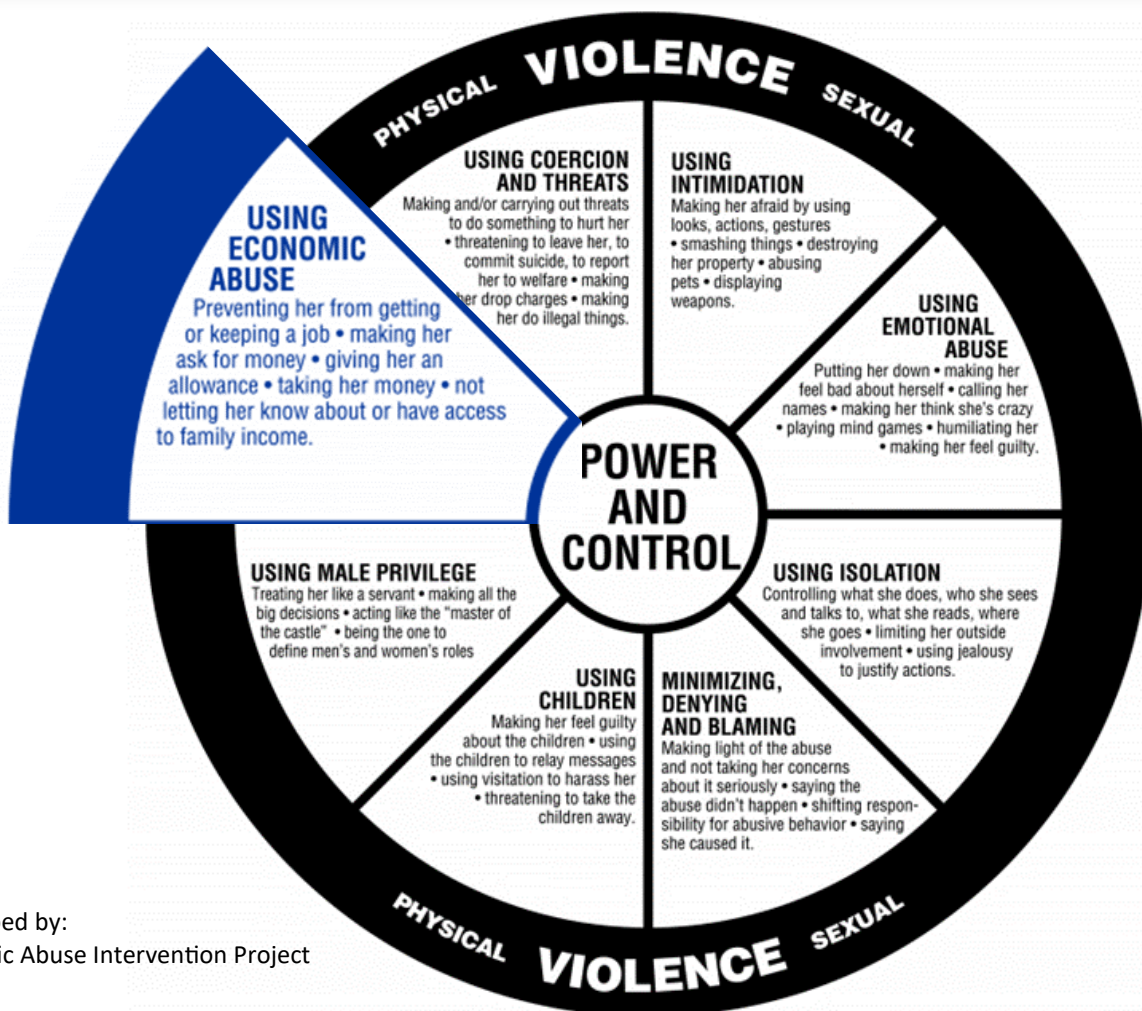 PHYSICAL VIOLENCE SEXUAL
USING COERCION
AND THREATS
Making and/or carrying out threats
to do something to hurt her
• threatening to leave her, to
commit suicide, to report
her to welfare • making
her drop charges • making
her do illegal things.
USING
INTIMIDATION
Making her afraid by using
looks, actions, gestures
• smashing things • destroying
her property • abusing
pets • displaying
weapons.
USING
ECONOMIC
ABUSE
Preventing her from getting
or keeping a job • making her
ask for money • giving her an
allowance • taking her money • not
letting her know about or have access
to family income.
USING
EMOTIONAL
ABUSE
Putting her down • making her
feel bad about herself • calling her
names • making her think she's crazy
• playing mind games • humiliating her
• making her feel guilty.
POWER
AND
CONTROL
USING MALE PRIVILEGE
Treating her like a servant • making all the
big decisions • acting like the "master of
the castle" • being the one to
define men's and women's roles
USING ISOLATION
Controlling what she does, who she sees
and talks to, what she reads, where
she goes • limiting her outside
involvement • using jealousy
to justify actions.
USING
CHILDREN
Making her feel guilty
about the children • using
the children to relay messages
• using visitation to harass her
• threatening to take the
children away.
MINIMIZING,
DENYING
AND BLAMING
Making light of the abuse
and not taking her concerns
about it seriously • saying the
abuse didn't happen • shifting respon-
sibility for abusive behavior • saying
she caused it.
PHYSICAL VIOLENCE SEXUAL
by:
Abuse Intervention Project